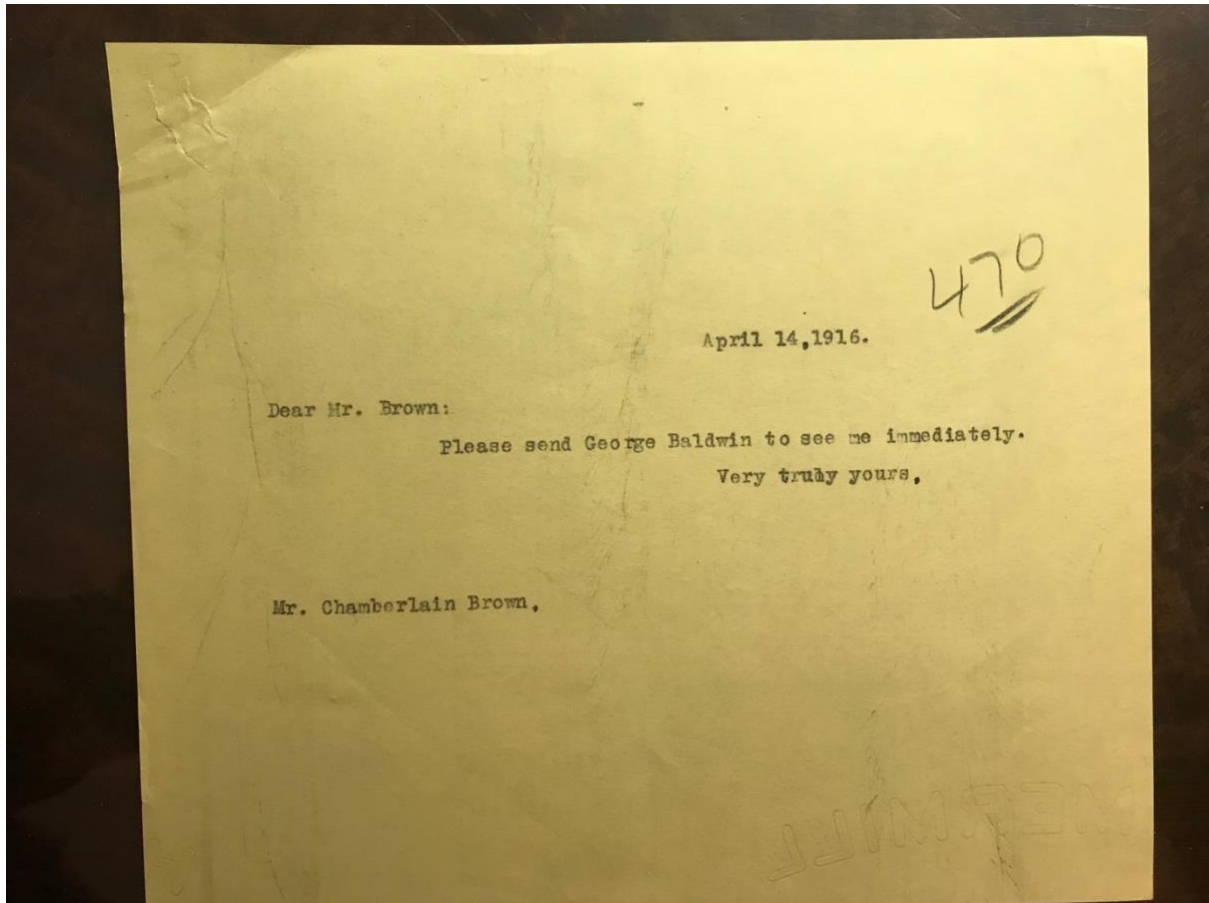 470
April 14,1916.
Dear Mr. Brown:
Please send George Baldwin to see me immediately.
Very truly yours,
Mr. Chamberlain Brown,